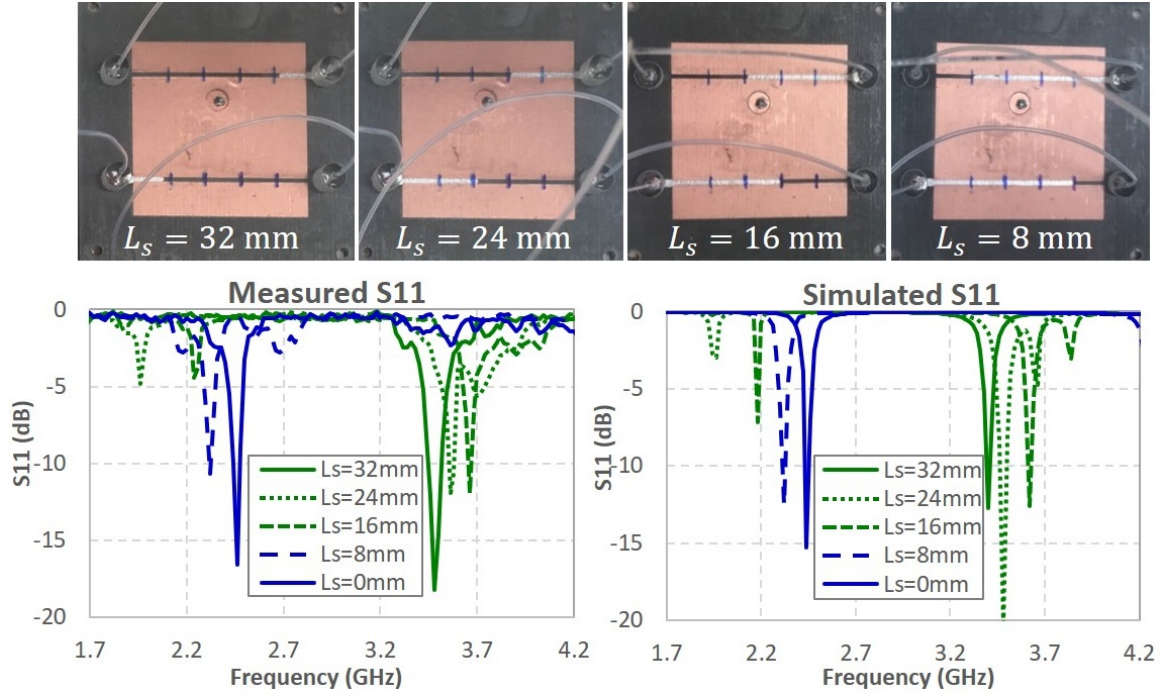 Lₛ = 32 mm
Lₛ = 24 mm
Lₛ = 16 mm
Lₛ = 8 mm
Measured S11
0
-5
-10
-15
-20
S11 (dB)
Ls=32mm
Ls=24mm
Ls=16mm
Ls=8mm
Ls=0mm
1.7
2.2
2.7
3.2
3.7
4.2
Frequency (GHz)
Simulated S11
0
-5
-10
-15
-20
S11 (dB)
Ls=32mm
Ls=24mm
Ls=16mm
Ls=8mm
Ls=0mm
1.7
2.2
2.7
3.2
3.7
4.2
Frequency (GHz)